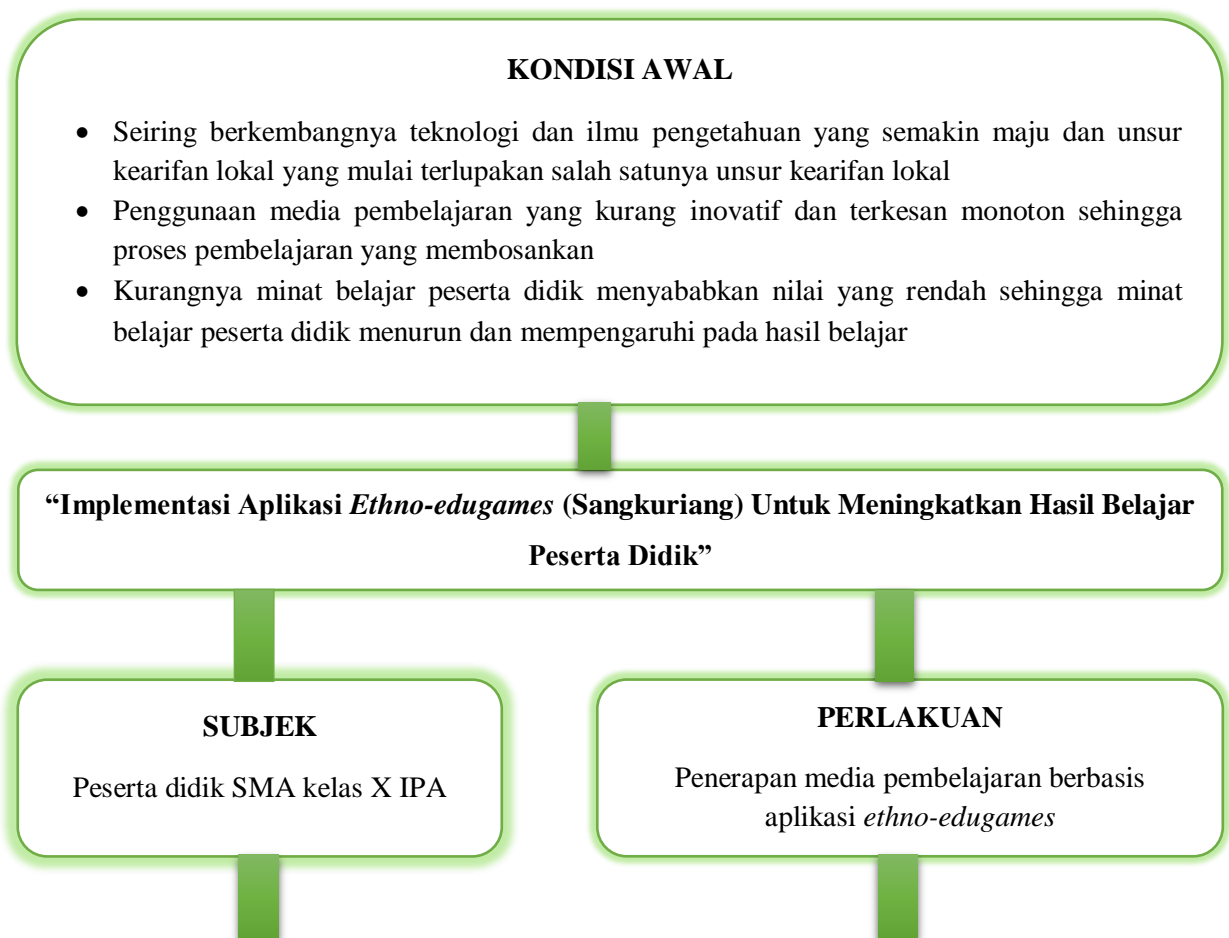 KONDISI AWAL
• Seiring berkembangnya teknologi dan ilmu pengetahuan yang semakin maju dan unsur
kearifan lokal yang mulai terlupakan salah satunya unsur kearifan lokal
• Penggunaan media pembelajaran yang kurang inovatif dan terkesan monoton sehingga
proses pembelajaran yang membosankan
• Kurangnya minat belajar peserta didik menyababkan nilai yang rendah sehingga minat
belajar peserta didik menurun dan mempengaruhi pada hasil belajar
“Implementasi Aplikasi Ethno-edugames (Sangkuriang) Untuk Meningkatkan Hasil Belajar
Peserta Didik”
SUBJEK
Peserta didik SMA kelas X IPA
PERLAKUAN
Penerapan media pembelajaran berbasis
aplikasi ethno-edugames